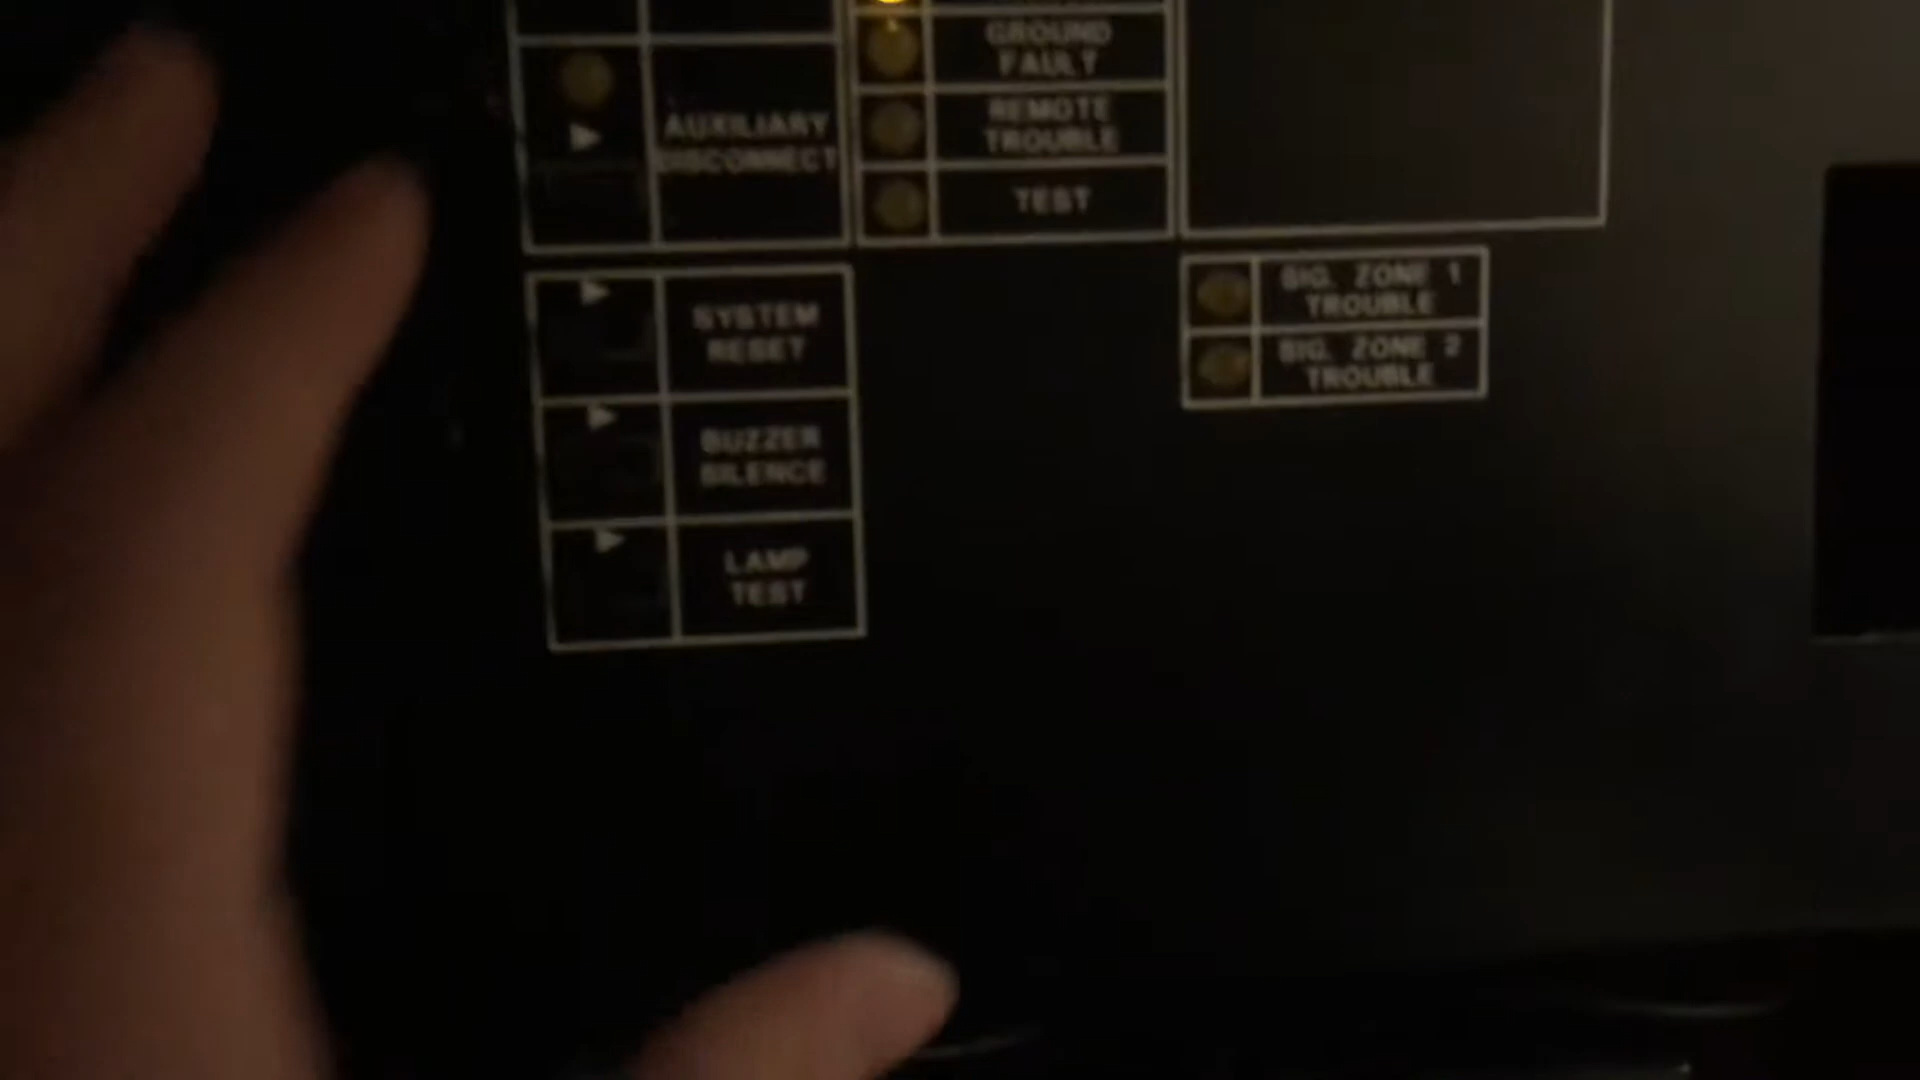 AUXILIARY
DISCONNECT
GROUND
FAULT
REMOTE
TROUBLE
TEST
SYSTEM
RESET
BUZZER
SILENCE
LAMP
TEST
SIG. ZONE 1
TROUBLE
SIG. ZONE 2
TROUBLE